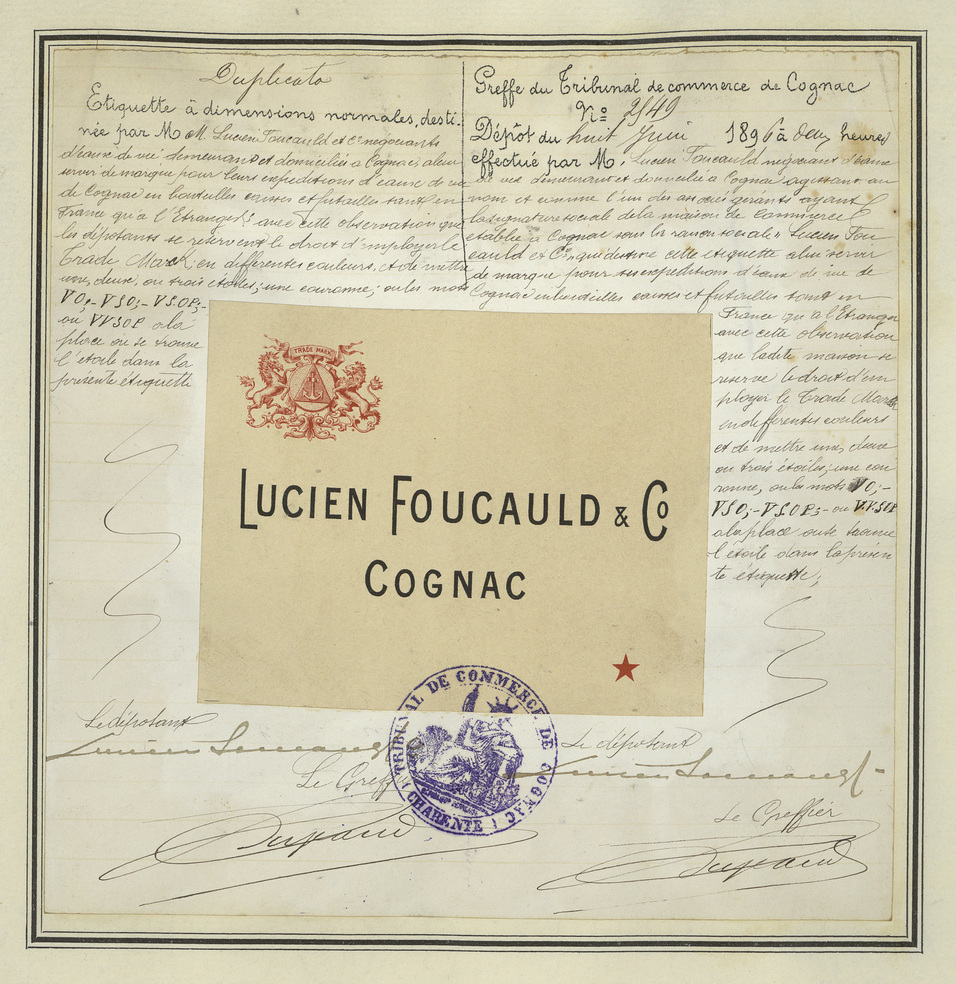 Duplicata
Etiquette à dimensions normales, desti-
née par M M. Lucien Foucauld et Cie negociants
d'eaux de vie demeurant et domiciliés à Cognac, à leur
servir de marque pour leurs expéditions d'eaux de vie
de Cognac en bouteilles caisses et futailles tant en
France qu'à l'Etranger; avec cette observation que
les déposants se réservent le droit d'employer le
Trade Mark en differentes couleurs, et de mettre
une, deux, ou trois étoiles; une couronne; ou les mots
VO;- VSO;- VSOP;-
ou VVSOP à la
place où se trouve
l'étoile dans la
présente étiquette
Greffe du Tribunal de commerce de Cognac
No 2949
Dépôt du huit Juin 1896 à deux heures
effectué par M. Lucien Foucauld negociant d'eaux
de vie demeurant et domicilié à Cognac agissant au
nom et comme l'un des associés gérants ayant
la signature sociale de la maison de commerce
établie à Cognac sous la raison sociale "Lucien Fou
cauld et Cie" qui destine cette étiquette à lui servir
de marque pour ses expéditions d'eaux de vie de
Cognac en bouteilles caisses et futailles tant en
France qu'à l'Etranger
avec cette observation
que ladite maison se
reserve le droit d'em
ployer le Trade Mark
en differentes couleurs
et de mettre une, deux
ou trois étoiles; une cou
ronne, ou les mots VO;-
VSO;- VSOP;- ou VVSOP
à la place où se trouve
l'étoile dans la présen
te étiquette;
TRADE MARK
LUCIEN FOUCAULD & Co
COGNAC
TRIBUNAL DE COMMERCE DE COGNAC
CHARENTE
Le déposant
Lucien Foucauld
Le Greffier
Le déposant
Lucien Foucauld
Le Greffier